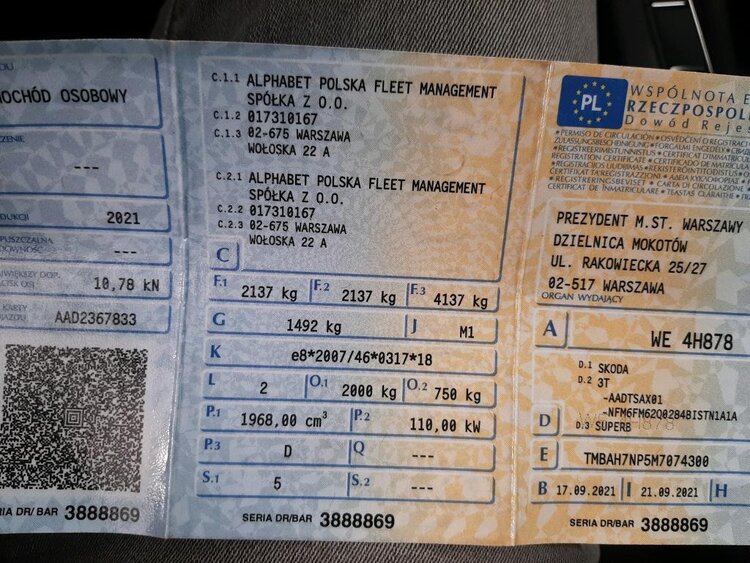 OCHÓD OSOBOWY
---
2021
---
10,78 kN
KARTY
AAD2367833
SERIA DR/BAR 3888869
C.1.1 ALPHABET POLSKA FLEET MANAGEMENT
SPÓŁKA Z O.O.
C.1.2 017310167
C.1.3 02-675 WARSZAWA
WOŁOSKA 22 A
C.2.1 ALPHABET POLSKA FLEET MANAGEMENT
SPÓŁKA Z O.O.
C.2.2 017310167
C.2.3 02-675 WARSZAWA
WOŁOSKA 22 A
C
F.1 2137 kg F.2 2137 kg F.3 4137 kg
G 1492 kg J M1
K e8*2007/46*0317*18
L 2 O.1 2000 kg O.2 750 kg
P.1 1968,00 cm³ P.2 110,00 kW
P.3 D Q ---
S.1 5 S.2 ---
SERIA DR/BAR 3888869
PL
WSPÓLNOTA E
RZECZPOSPOL
Dowód Reje
PREZYDENT M.ST. WARSZAWY
DZIELNICA MOKOTÓW
UL. RAKOWIECKA 25/27
02-517 WARSZAWA
ORGAN WYDAJĄCY
A WE 4H878
D.1 SKODA
D.2 3T
-AADTSAX01
-NFM6FM62Q0284BISTN1A1A
D D.3 SUPERB
E TMBAH7NP5M7074300
B 17.09.2021 I 21.09.2021 H
SERIA DR/BAR 3888869